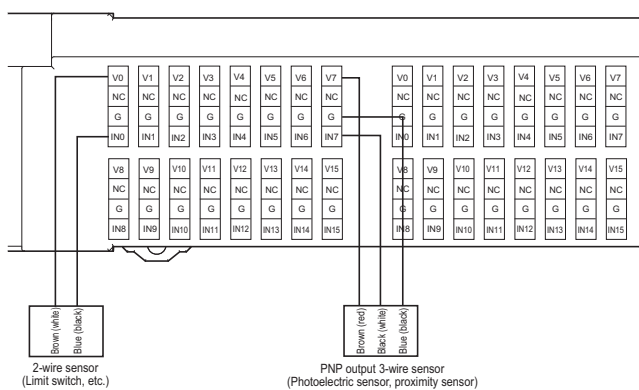 V0 V1 V2 V3 V4 V5 V6 V7 V0 V1 V2 V3 V4 V5 V6 V7
NC NC NC NC NC NC NC NC NC NC NC NC NC NC NC NC
G G G G G G G G G G G G G G G G
IN0 IN1 IN2 IN3 IN4 IN5 IN6 IN7 IN0 IN1 IN2 IN3 IN4 IN5 IN6 IN7
V8 V9 V10 V11 V12 V13 V14 V15 V8 V9 V10 V11 V12 V13 V14 V15
NC NC NC NC NC NC NC NC NC NC NC NC NC NC NC NC
G G G G G G G G G G G G G G G G
IN8 IN9 IN10 IN11 IN12 IN13 IN14 IN15 IN8 IN9 IN10 IN11 IN12 IN13 IN14 IN15
Brown (white)
Blue (black)
Brown (red)
Black (white)
Blue (black)
2-wire sensor
(Limit switch, etc.)
PNP output 3-wire sensor
(Photoelectric sensor, proximity sensor)